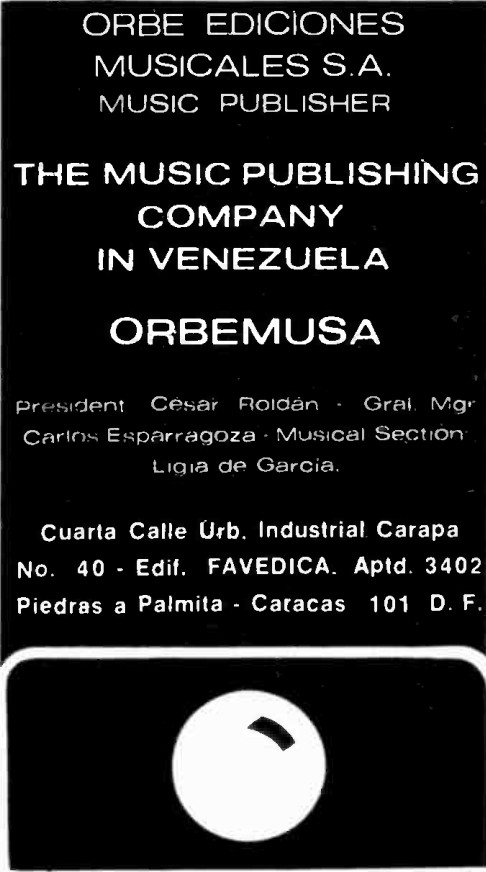 ORBE EDICIONES
MUSICALES S.A.
MUSIC PUBLISHER
THE MUSIC PUBLISHING
COMPANY
IN VENEZUELA
ORBEMUSA
President César Roldán - Gral. Mgr
Carlos Esparragoza - Musical Section
Ligia de Garcia.
Cuarta Calle Urb. Industrial Carapa
No. 40 - Edif. FAVEDICA. Aptd. 3402
Piedras a Palmita - Caracas 101 D. F.